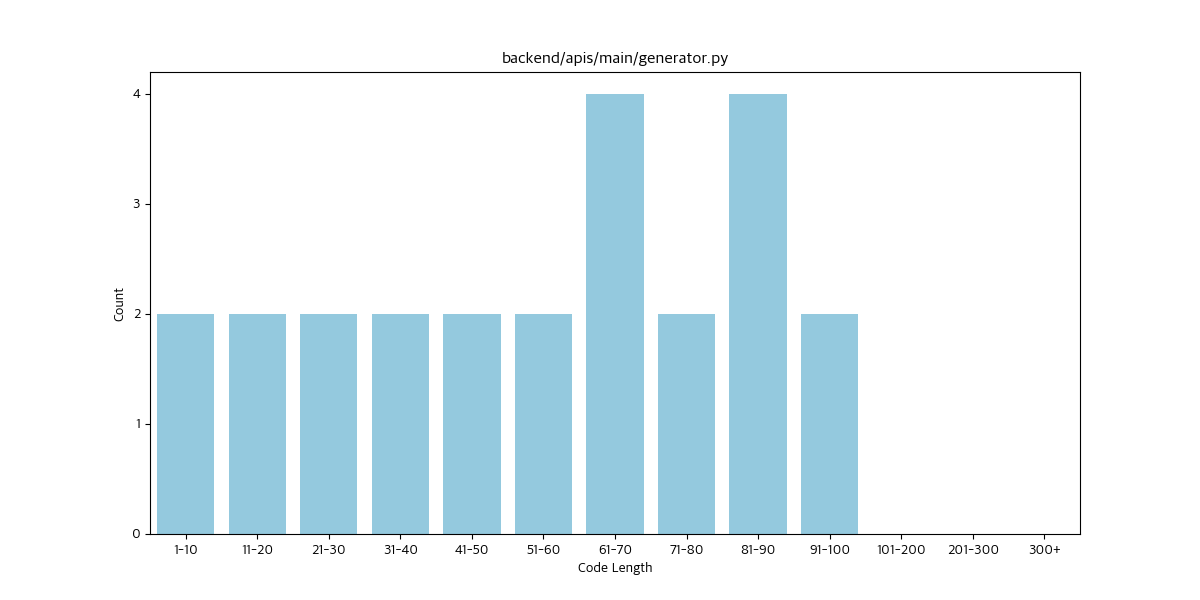 backend/apis/main/generator.py
4
3
2
1
0
Count
1-10 11-20 21-30 31-40 41-50 51-60 61-70 71-80 81-90 91-100 101-200 201-300 300+
Code Length